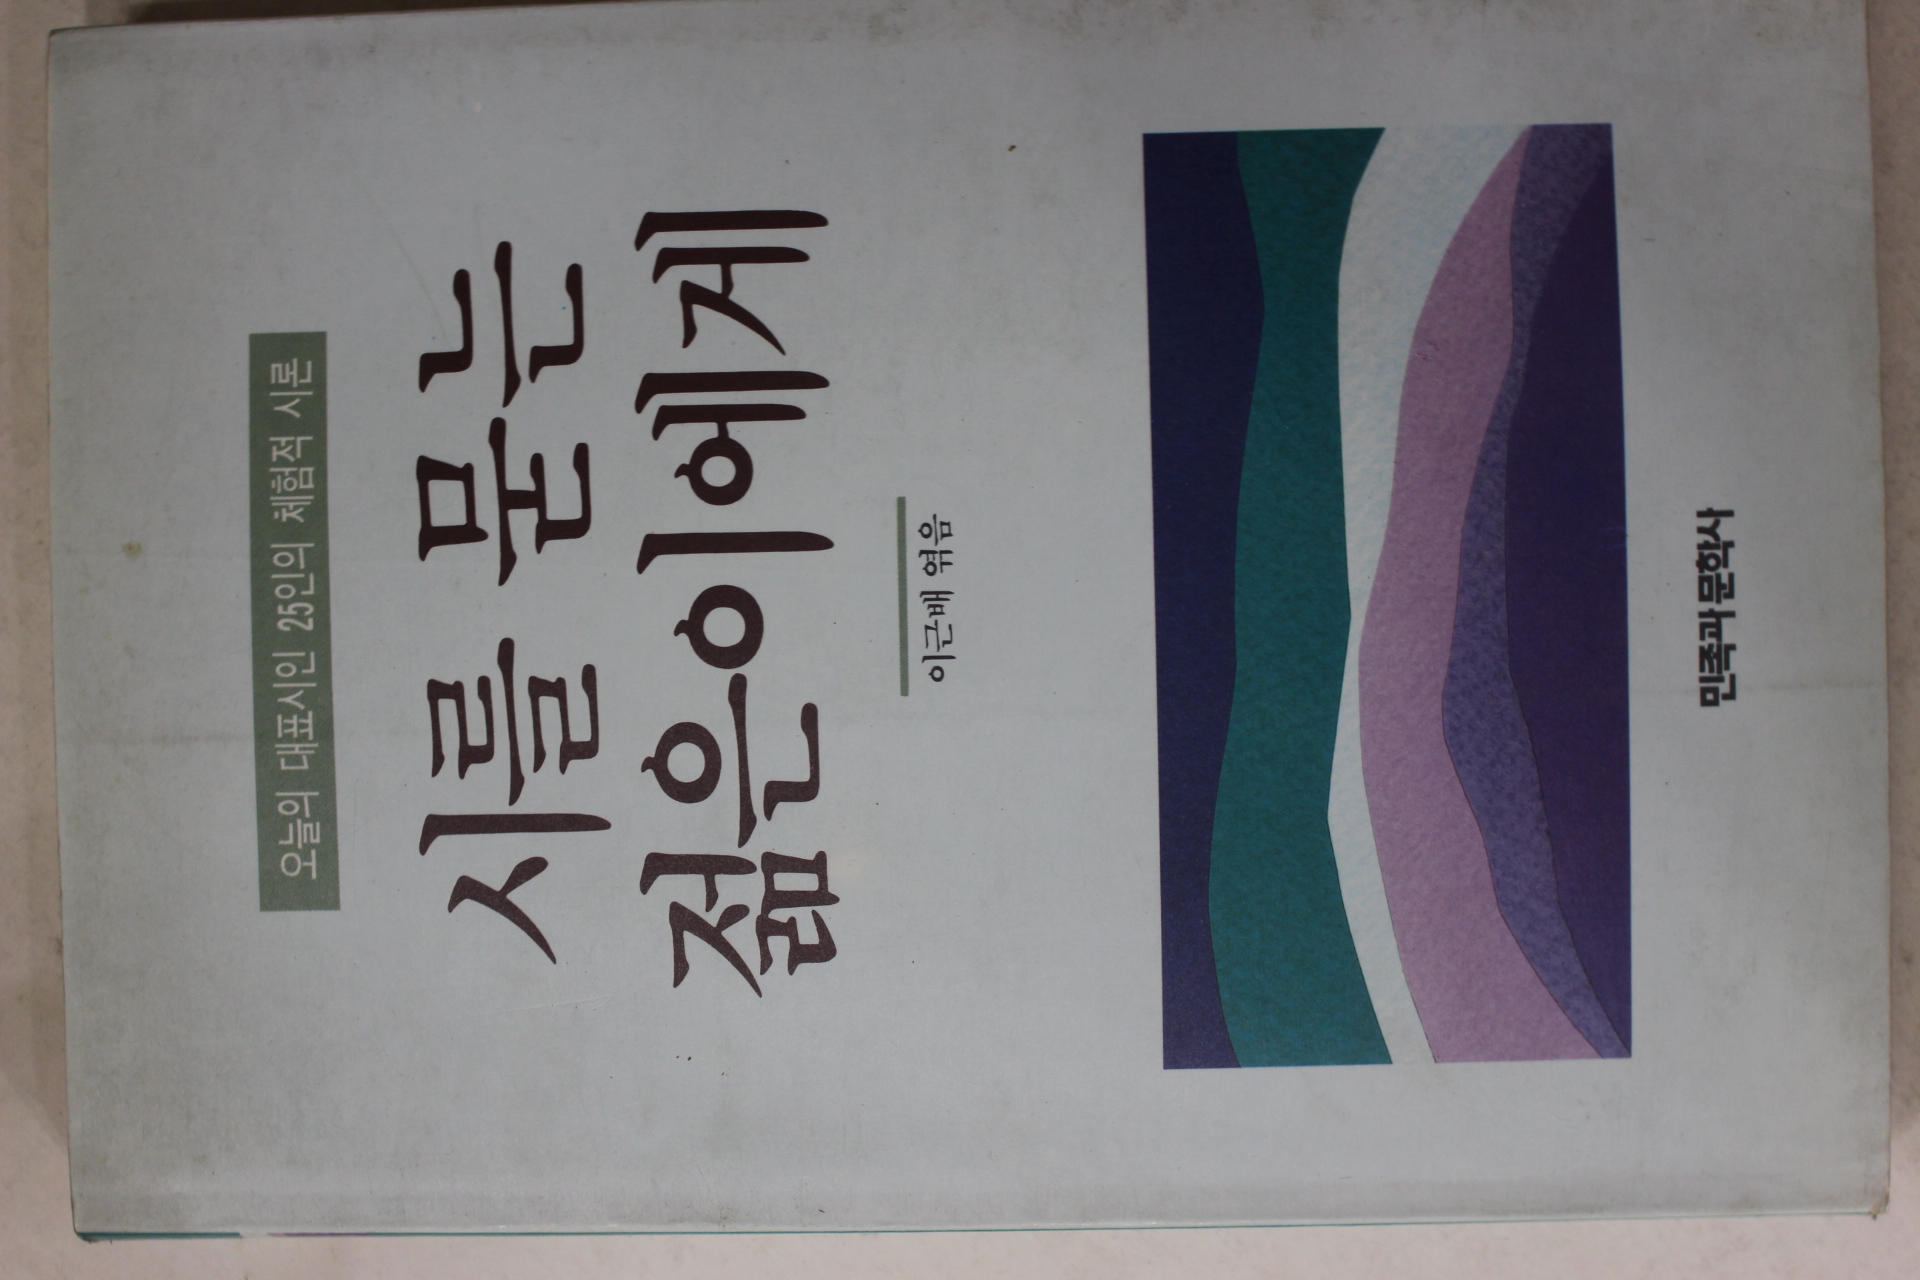 오늘의 대표시인 25인의 체험적 시론
시를 묻는
젊은이에게
이근배 엮음
민족과문학사